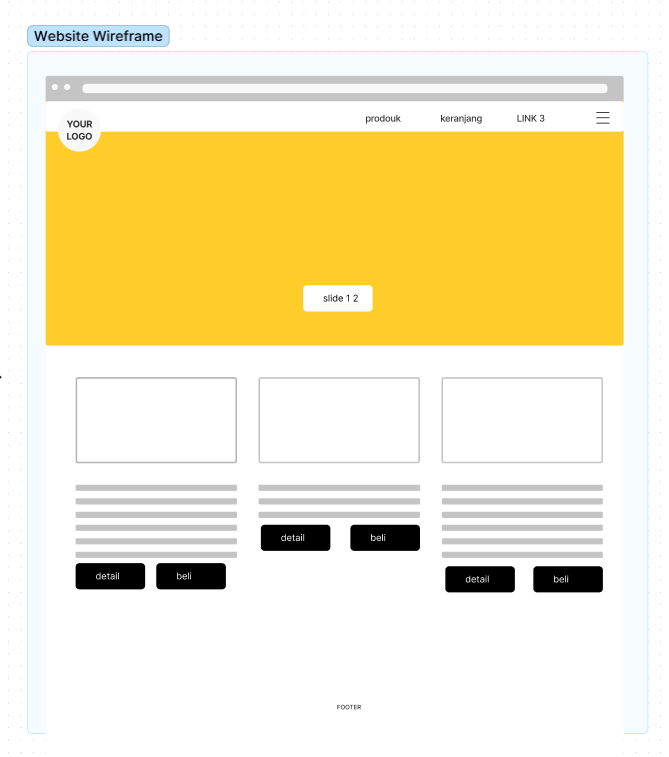 Website Wireframe
YOUR
LOGO
prodouk
keranjang
LINK 3
slide 1 2
detail
beli
detail
beli
detail
beli
FOOTER